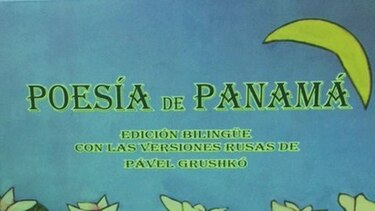 POESÍA DE PANAMÁ
EDICIÓN BILINGÜE
CON LAS VERSIONES RUSAS DE
PÁVEL GRUSHKÓ